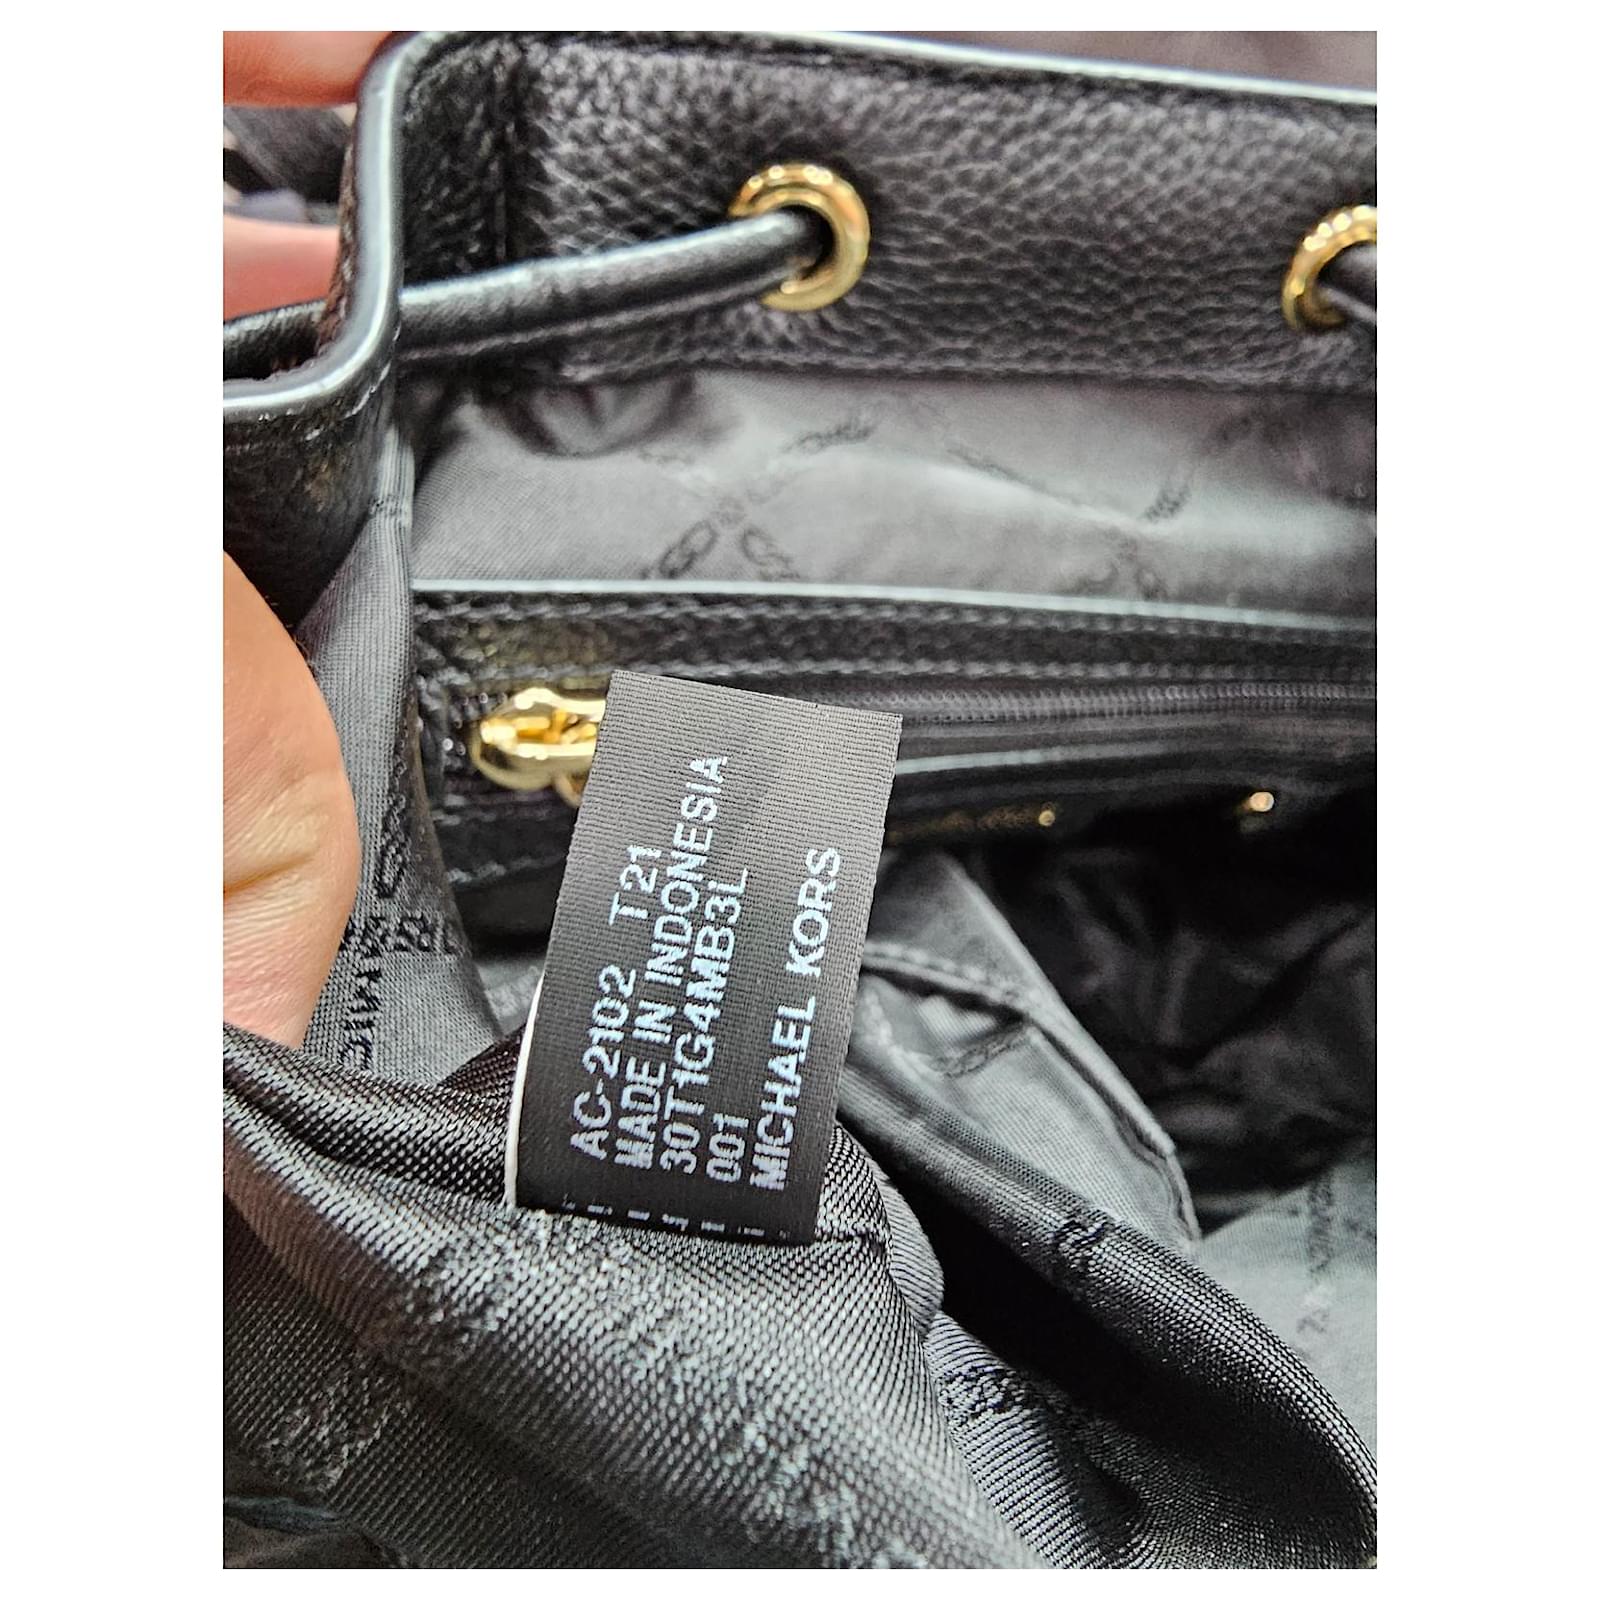 AC-2102 T21
MADE IN INDONESIA
30T1G4MB3L
001
MICHAEL KORS